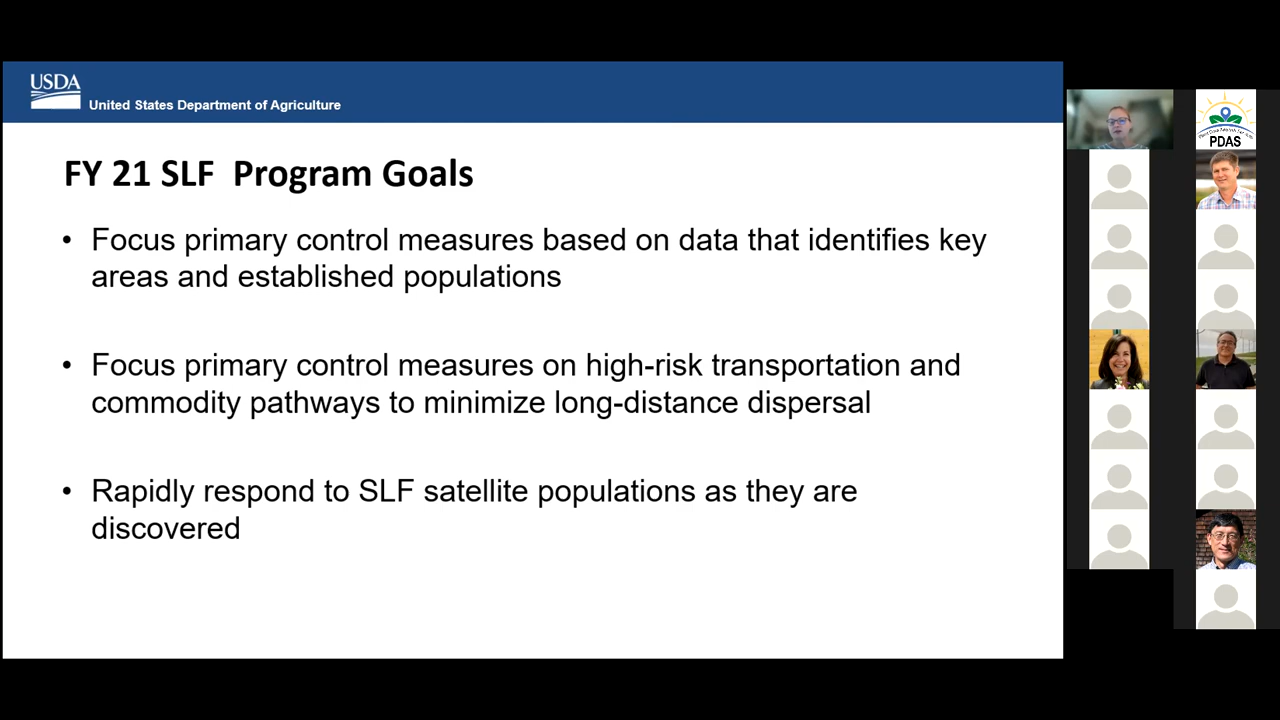 USDA
United States Department of Agriculture
FY 21 SLF Program Goals
• Focus primary control measures based on data that identifies key
areas and established populations
• Focus primary control measures on high-risk transportation and
commodity pathways to minimize long-distance dispersal
• Rapidly respond to SLF satellite populations as they are
discovered
PDAS